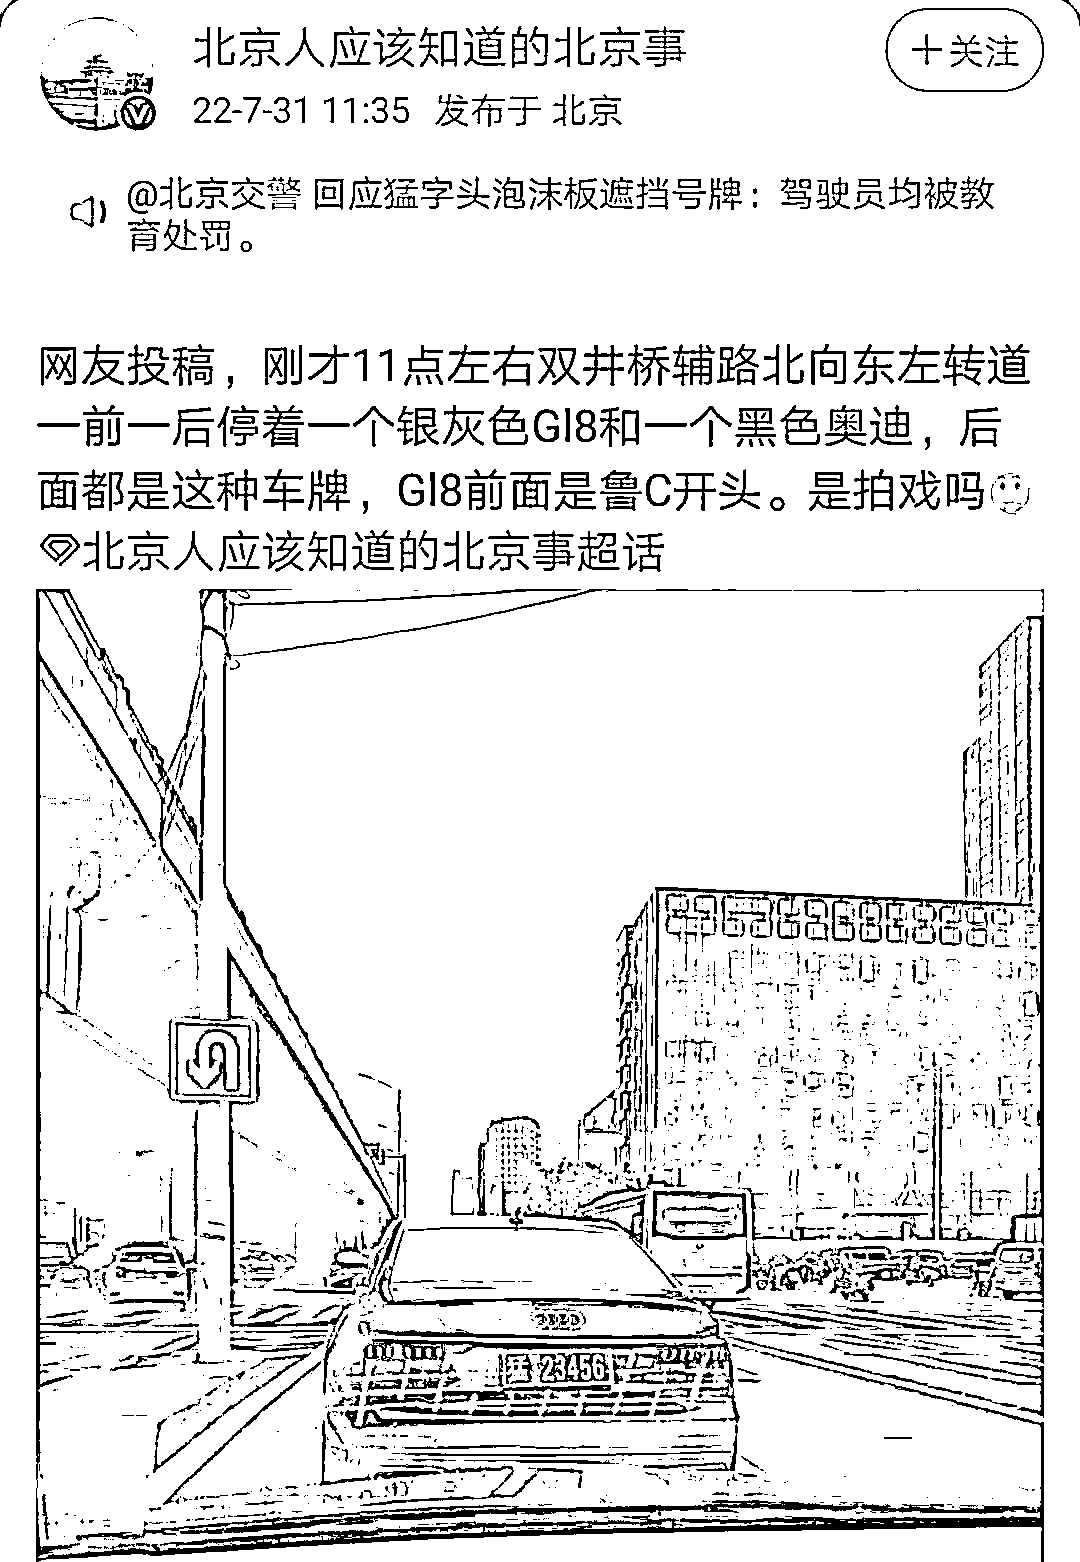 北京人应该知道的北京事
十关注
22-7-31 11:35 发布于 北京
@北京交警 回应猛字头泡沫板遮挡号牌：驾驶员均被教
育处罚。
网友投稿，刚才11点左右双井桥辅路北向东左转道
一前一后停着一个银灰色Gl8和一个黑色奥迪，后
面都是这种车牌，Gl8前面是鲁C开头。是拍戏吗
北京人应该知道的北京事超话
猛 23456